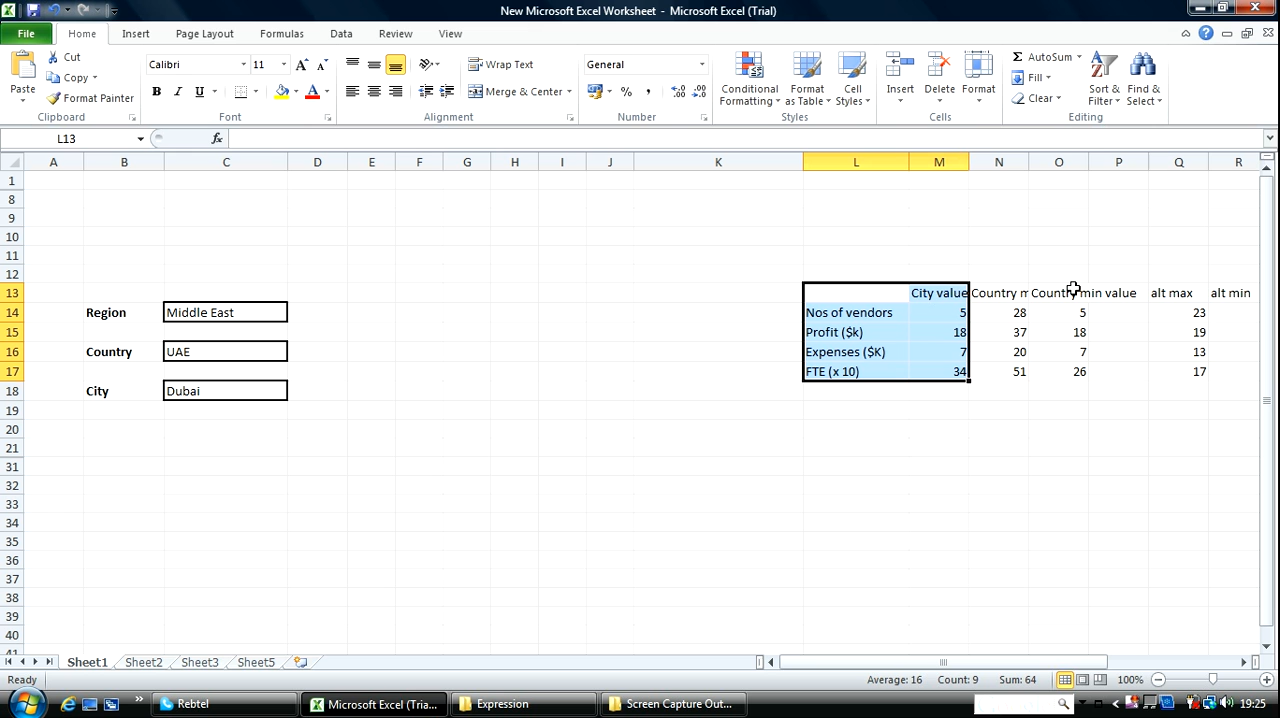 New Microsoft Excel Worksheet - Microsoft Excel (Trial)
File Home Insert Page Layout Formulas Data Review View
Paste Cut Copy Format Painter
Calibri 11
B I U
Wrap Text
Merge & Center
General
%
Conditional Formatting Format as Table Cell Styles
Insert Delete Format
AutoSum Fill Clear
Sort & Filter Find & Select
Clipboard Font Alignment Number Styles Cells Editing
L13 fx
A B C D E F G H I J K L M N O P Q R
1
8
9
10
11
12
13 City value Country m Country min value alt max alt min
14 Region Middle East Nos of vendors 5 28 5 23
15 Profit ($k) 18 37 18 19
16 Country UAE Expenses ($K) 7 20 7 13
17 FTE (x 10) 34 51 26 17
18 City Dubai
19
20
21
31
32
33
34
35
36
37
38
39
40
41
Sheet1 Sheet2 Sheet3 Sheet5
Ready Average: 16 Count: 9 Sum: 64 100%
Rebtel Microsoft Excel (Tria... Expression Screen Capture Out... 19:25